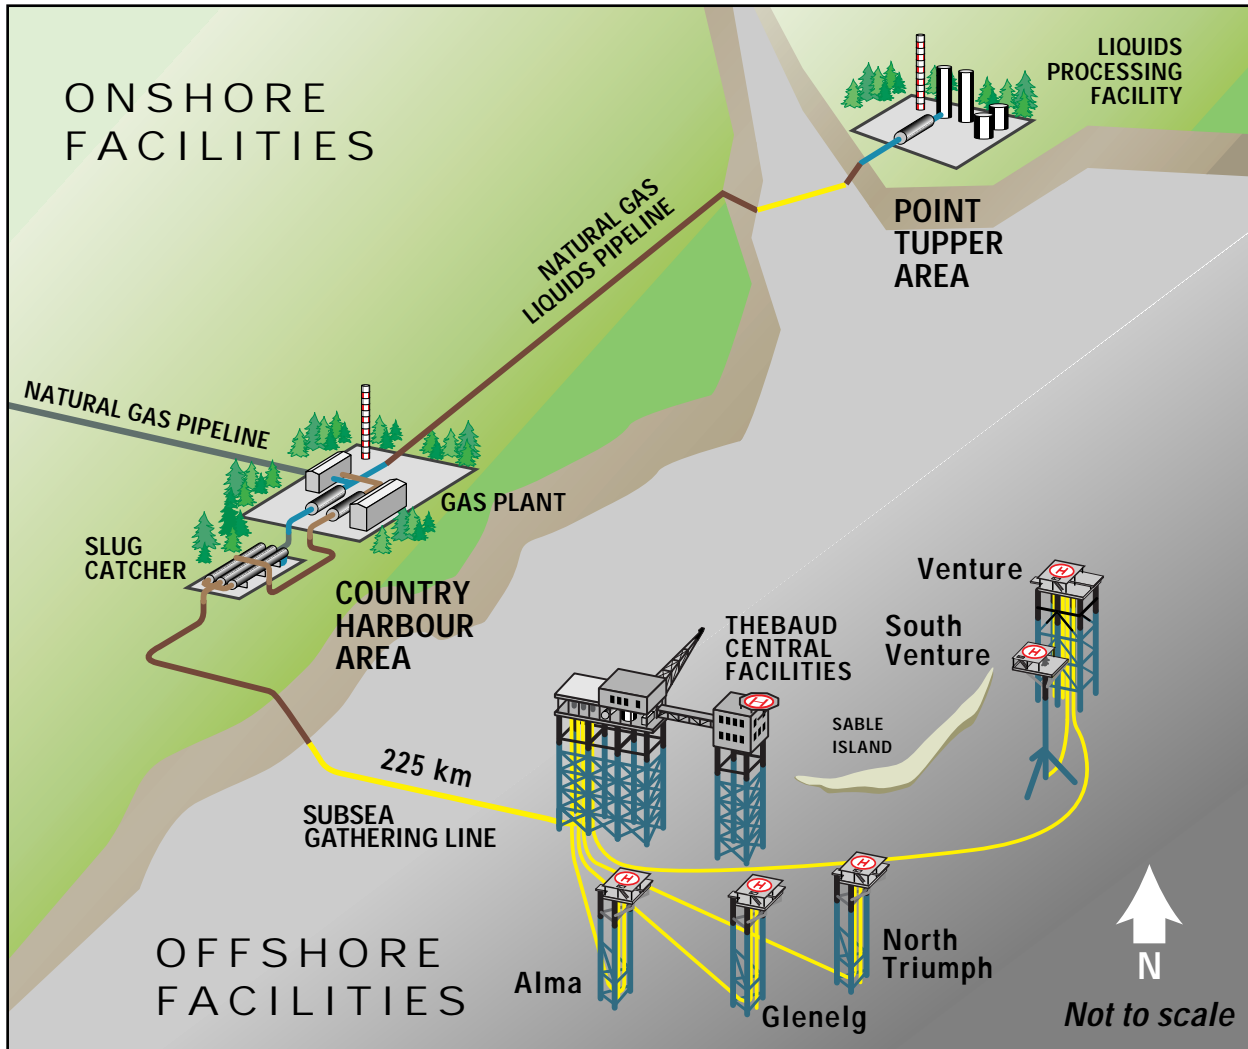 ONSHORE
FACILITIES
LIQUIDS
PROCESSING
FACILITY
POINT
TUPPER
AREA
NATURAL GAS
LIQUIDS PIPELINE
NATURAL GAS PIPELINE
GAS PLANT
SLUG
CATCHER
COUNTRY
HARBOUR
AREA
Venture
South
Venture
THEBAUD
CENTRAL
FACILITIES
SABLE
ISLAND
225 km
SUBSEA
GATHERING LINE
H
H
H
H
H
H
OFFSHORE
FACILITIES
Alma
Glenelg
North
Triumph
N
Not to scale